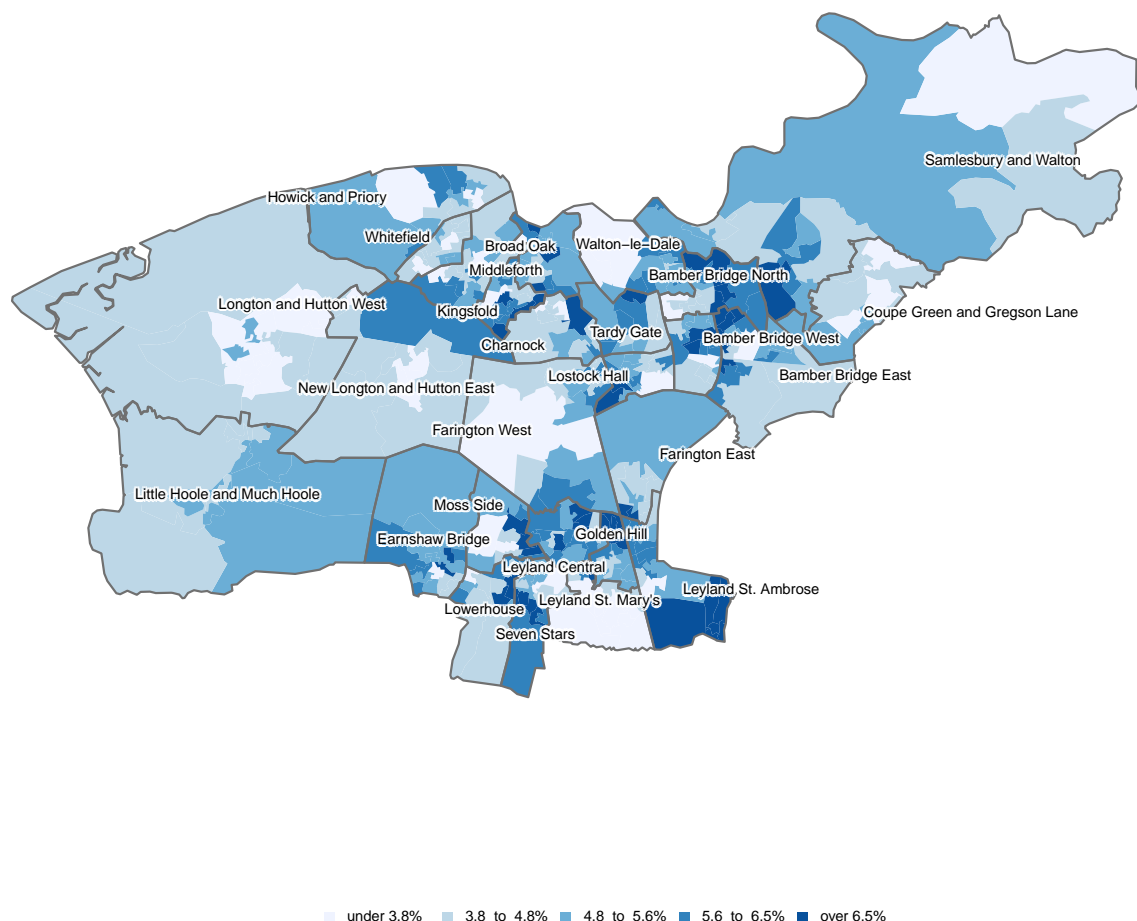 Samlesbury and Walton
Howick and Priory
Whitefield
Broad Oak
Walton−le−Dale
Middleforth
Bamber Bridge North
Longton and Hutton West
Kingsfold
Coupe Green and Gregson Lane
Tardy Gate
Bamber Bridge West
Charnock
Lostock Hall
Bamber Bridge East
New Longton and Hutton East
Farington West
Farington East
Little Hoole and Much Hoole
Moss Side
Golden Hill
Earnshaw Bridge
Leyland Central
Leyland St. Ambrose
Leyland St. Mary's
Lowerhouse
Seven Stars
under 3.8% 3.8 to 4.8% 4.8 to 5.6% 5.6 to 6.5% over 6.5%